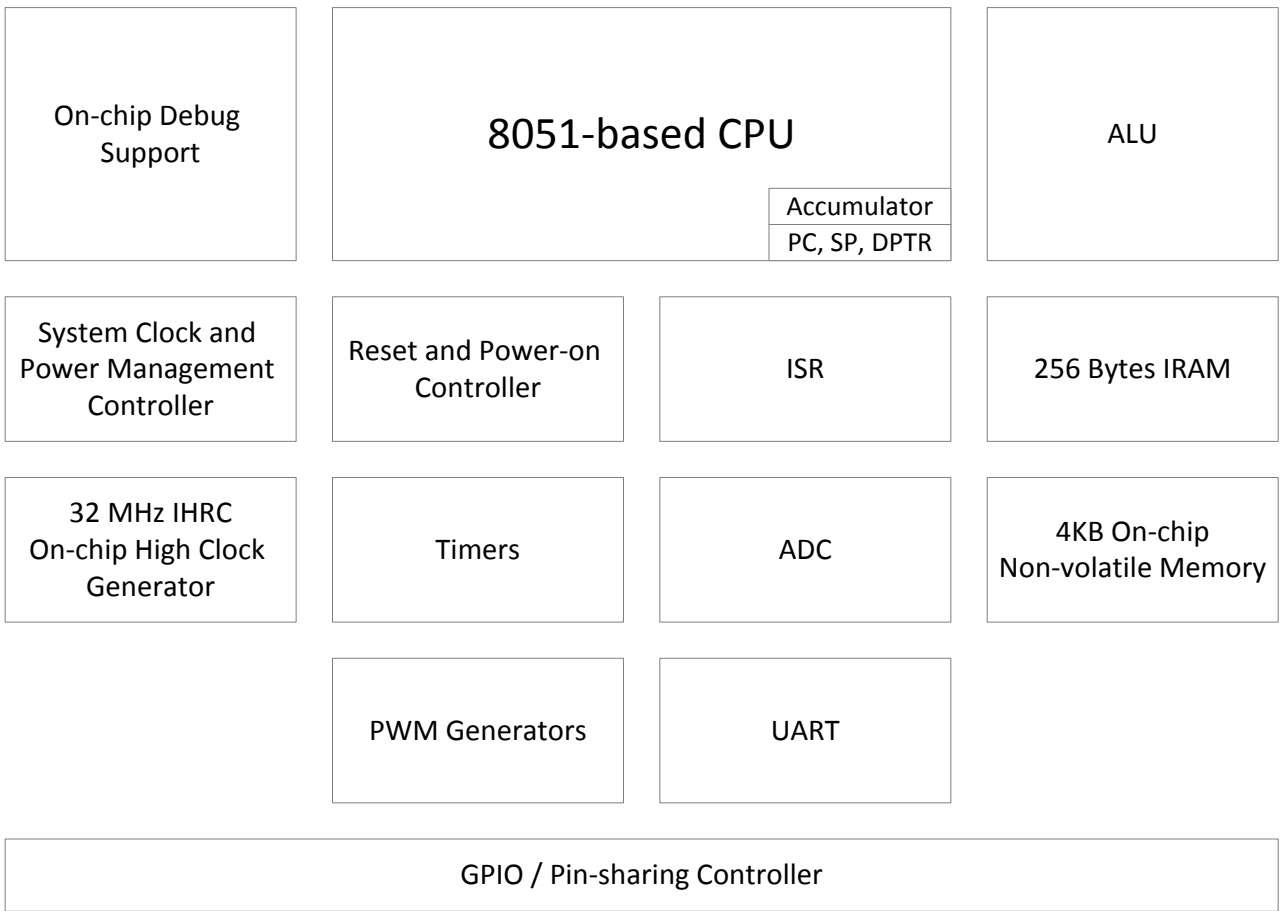 On-chip Debug
Support
8051-based CPU
Accumulator
PC, SP, DPTR
ALU
System Clock and
Power Management
Controller
Reset and Power-on
Controller
ISR
256 Bytes IRAM
32 MHz IHRC
On-chip High Clock
Generator
Timers
ADC
4KB On-chip
Non-volatile Memory
PWM Generators
UART
GPIO / Pin-sharing Controller